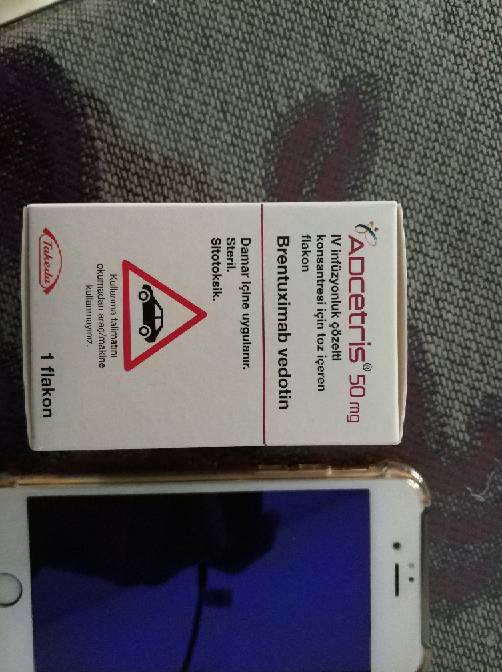 ADCETRIS® 50 mg
IV infüzyonluk çözelti
konsantresi için toz içeren
flakon
Brentuximab vedotin
Damar içine uygulanır.
Steril.
Sitotoksik.
Kullanma talimatını
okumadan araç/makine
kullanmayınız.
Takeda
1 flakon